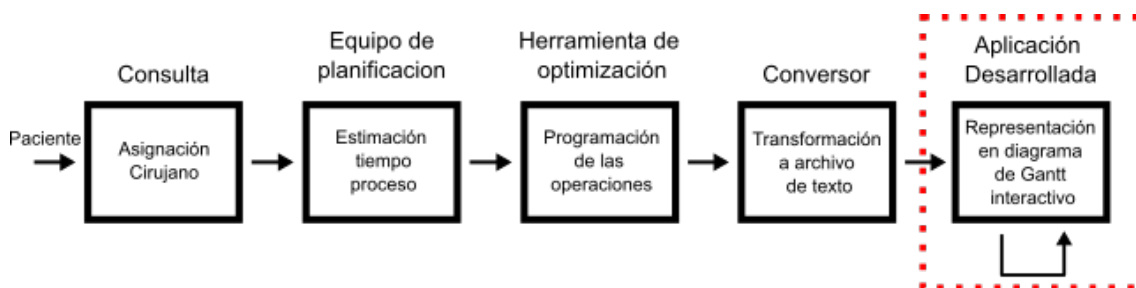 Paciente
Consulta
Asignación
Cirujano
Equipo de
planificacion
Estimación
tiempo
proceso
Herramienta de
optimización
Programación
de las
operaciones
Conversor
Transformación
a archivo
de texto
Aplicación
Desarrollada
Representación
en diagrama
de Gantt
interactivo